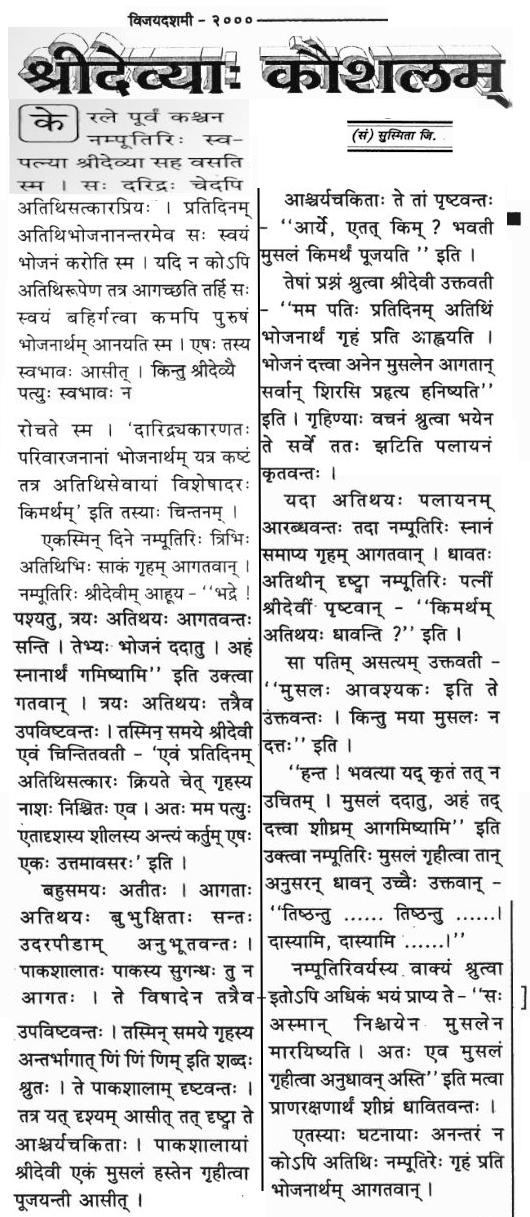 विजयदशमी - २०००
श्रीदेव्याः कौशलम्
(सं) सुस्मिता जि.
केरले पूर्वं कश्चन
नम्पूतिरिः स्व-
पत्न्या श्रीदेव्या सह वसति
स्म । सः दरिद्रः चेदपि
अतिथिसत्कारप्रियः । प्रतिदिनम्
अतिथिभोजनानन्तरमेव सः स्वयं
भोजनं करोति स्म । यदि न कोऽपि
अतिथिरूपेण तत्र आगच्छति तर्हि सः
स्वयं बहिर्गत्वा कमपि पुरुषं
भोजनार्थम् आनयति स्म । एषः तस्य
स्वभावः आसीत् । किन्तु श्रीदेव्यै
पत्युः स्वभावः न
रोचते स्म । 'दारिद्र्यकारणतः
परिवारजनानां भोजनार्थम् यत्र कष्टं
तत्र अतिथिसेवायां विशेषादरः
किमर्थम्' इति तस्याः चिन्तनम् ।
एकस्मिन् दिने नम्पूतिरिः त्रिभिः
अतिथिभिः साकं गृहम् आगतवान् ।
नम्पूतिरिः श्रीदेवीम् आहूय - ''भद्रे !
पश्यतु, त्रयः अतिथयः आगतवन्तः
सन्ति । तेभ्यः भोजनं ददातु । अहं
स्नानार्थं गमिष्यामि'' इति उक्त्वा
गतवान् । त्रयः अतिथयः तत्रैव
उपविष्टवन्तः । तस्मिन् समये श्रीदेवी
एवं चिन्तितवती - 'एवं प्रतिदिनम्
अतिथिसत्कारः क्रियते चेत् गृहस्य
नाशः निश्चितः एव । अतः मम पत्युः
एतादृशस्य शीलस्य अन्त्यं कर्तुम् एषः
एकः उत्तमावसरः' इति ।
बहुसमयः अतीतः । आगताः
अतिथयः बुभुक्षिताः सन्तः
उदरपीडाम् अनुभूतवन्तः ।
पाकशालातः पाकस्य सुगन्धः तु न
आगतः । ते विषादेन तत्रैव
उपविष्टवन्तः । तस्मिन् समये गृहस्य
अन्तर्भागात् णिं णिं णिम् इति शब्दः
श्रुतः । ते पाकशालाम् दृष्टवन्तः ।
तत्र यत् दृश्यम् आसीत् तत् दृष्ट्वा ते
आश्चर्यचकिताः । पाकशालायां
श्रीदेवी एकं मुसलं हस्तेन गृहीत्वा
पूजयन्ती आसीत् ।
आश्चर्यचकिताः ते तां पृष्टवन्तः
- ''आर्ये, एतत् किम् ? भवती
मुसलं किमर्थं पूजयति '' इति ।
तेषां प्रश्नं श्रुत्वा श्रीदेवी उक्तवती
- ''मम पतिः प्रतिदिनम् अतिथिं
भोजनार्थं गृहं प्रति आह्वयति ।
भोजनं दत्त्वा अनेन मुसलेन आगतान्
सर्वान् शिरसि प्रहृत्य हनिष्यति''
इति । गृहिण्याः वचनं श्रुत्वा भयेन
ते सर्वे ततः झटिति पलायनं
कृतवन्तः ।
यदा अतिथयः पलायनम्
आरब्धवन्तः तदा नम्पूतिरिः स्नानं
समाप्य गृहम् आगतवान् । धावतः
अतिथीन् दृष्ट्वा नम्पूतिरिः पत्नीं
श्रीदेवीं पृष्टवान् - ''किमर्थम्
अतिथयः धावन्ति ?'' इति ।
सा पतिम् असत्यम् उक्तवती -
''मुसलः आवश्यकः इति ते
उक्तवन्तः । किन्तु मया मुसलः न
दत्तः'' इति ।
''हन्त ! भवत्या यद् कृतं तत् न
उचितम् । मुसलं ददातु, अहं तद्
दत्त्वा शीघ्रम् आगमिष्यामि'' इति
उक्त्वा नम्पूतिरिः मुसलं गृहीत्वा तान्
अनुसरन् धावन् उच्चैः उक्तवान् -
''तिष्ठन्तु ...... तिष्ठन्तु ......।
दास्यामि, दास्यामि ......।''
नम्पूतिरिवर्यस्य वाक्यं श्रुत्वा
इतोऽपि अधिकं भयं प्राप्य ते - ''सः
अस्मान् निश्चयेन मुसलेन
मारयिष्यति । अतः एव मुसलं
गृहीत्वा अनुधावन् अस्ति'' इति मत्वा
प्राणरक्षणार्थं शीघ्रं धावितवन्तः ।
एतस्याः घटनायाः अनन्तरं न
कोऽपि अतिथिः नम्पूतिरेः गृहं प्रति
भोजनार्थम् आगतवान् ।